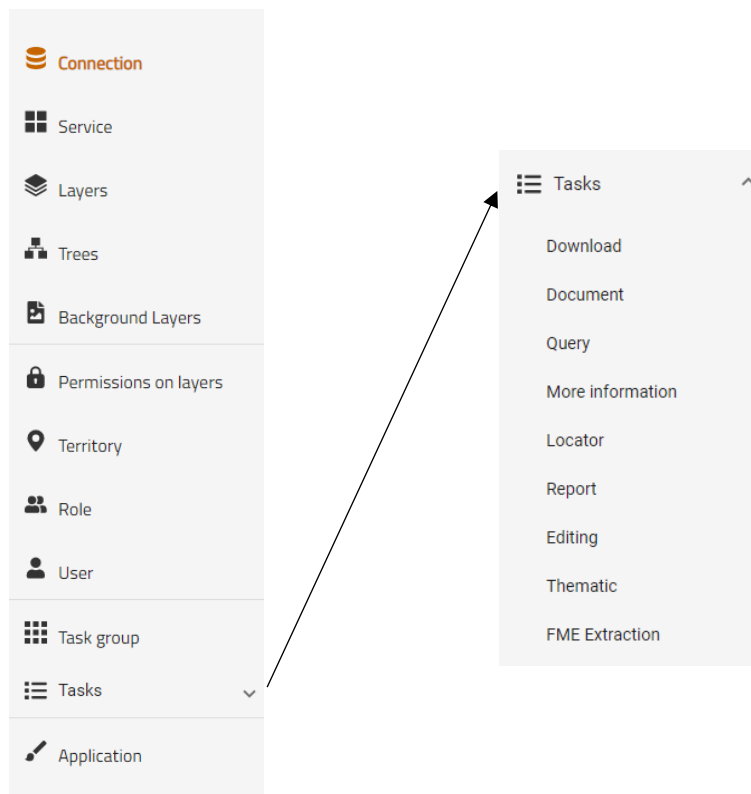 Connection
Service
Layers
Trees
Background Layers
Permissions on layers
Territory
Role
User
Task group
Tasks
Application
Tasks
Download
Document
Query
More information
Locator
Report
Editing
Thematic
FME Extraction